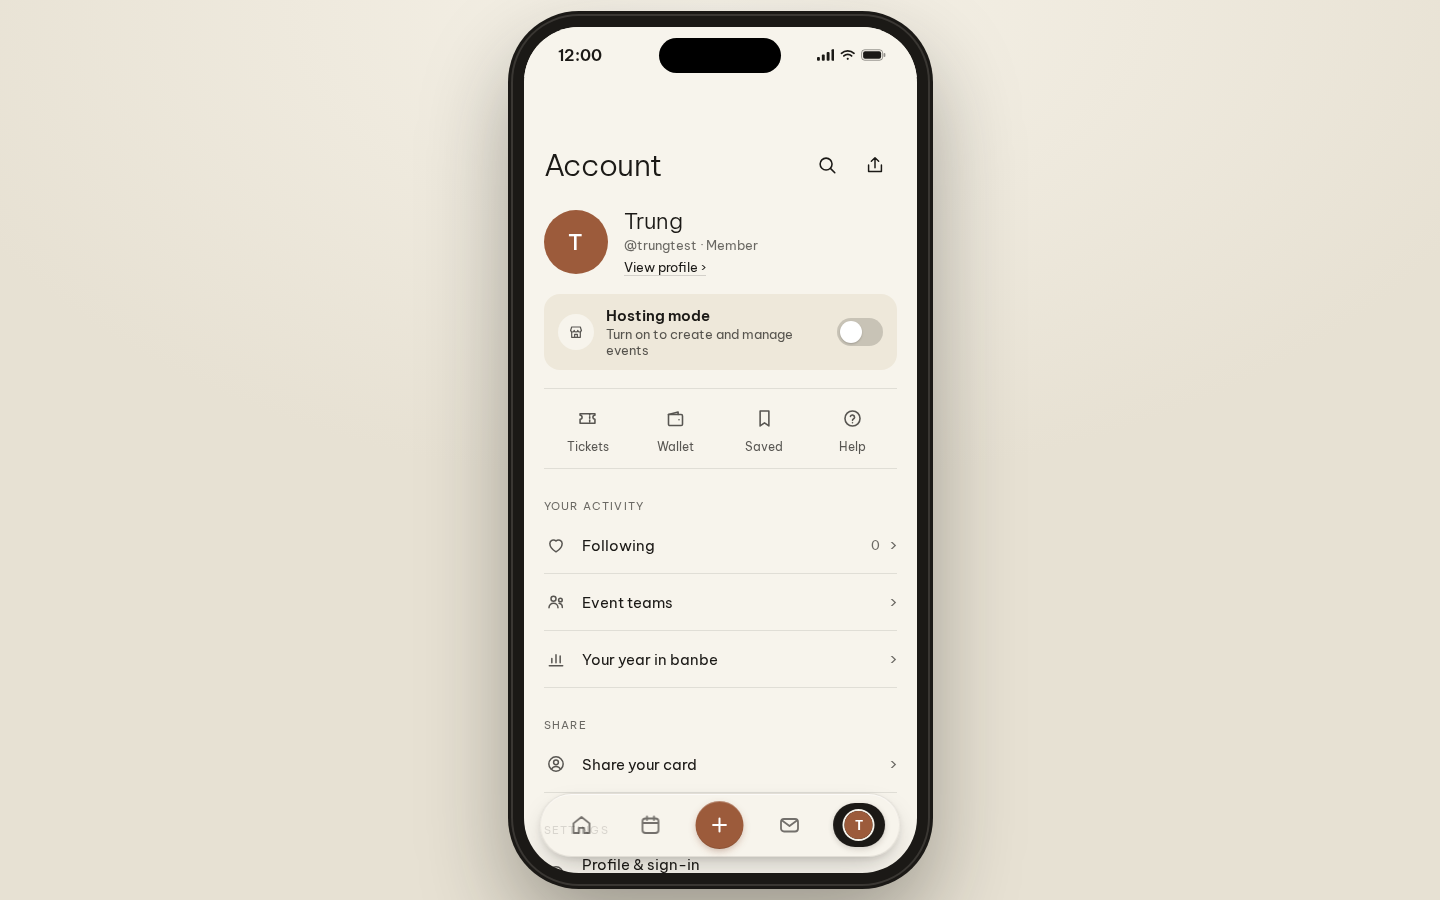 12:00
Account
T
Trung
@trungtest · Member
View profile ›
Hosting mode
Turn on to create and manage
events
Tickets
Wallet
Saved
Help
YOUR ACTIVITY
Following
0
Event teams
Your year in banbe
SHARE
Share your card
SETTINGS
T
Profile & sign-in